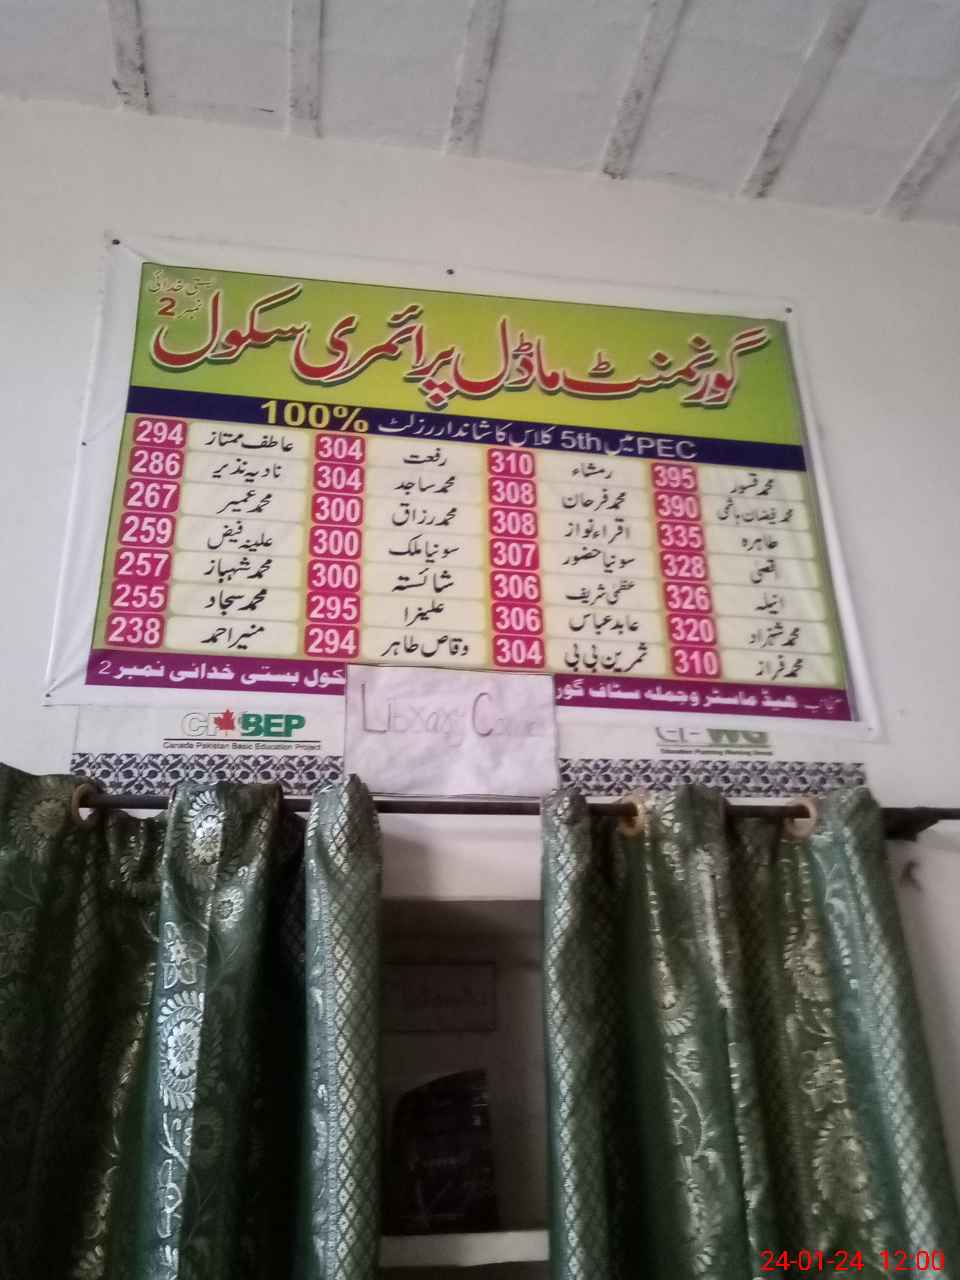 بستی خدائی
نمبر 2
گورنمنٹ ماڈل پرائمری سکول
PEC میں 5th کلاس کا شاندار رزلٹ 100%
محمد قسور 395 رمشاء 310 رفعت 304 عاطف ممتاز 294
محمد فیضان ہاشمی 390 محمد فرحان 308 محمد ساجد 304 نادیہ نذیر 286
طاہرہ 335 اقراء نواز 308 محمد رزاق 300 محمد عمیر 267
اقصیٰ 328 سونیا حضور 307 سونیا ملک 300 علینہ فیض 259
انیلہ 326 عظمیٰ شریف 306 شائستہ 300 محمد شہباز 257
محمد شہزاد 320 عابد عباس 306 علیزا 295 محمد سجاد 255
محمد فراز 310 ثمرین بی بی 304 وقاص طاہر 294 منیر احمد 238
ہیڈ ماسٹر وجملہ سٹاف گور کول بستی خدائی نمبر 2
Library
CPBEP
Canada Pakistan Basic Education Project
24-01-24 12:00